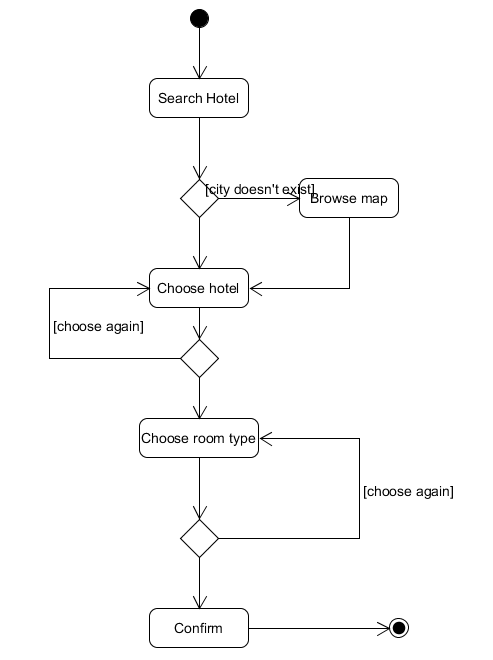 Search Hotel
[city doesn't exist]
Browse map
Choose hotel
[choose again]
Choose room type
[choose again]
Confirm